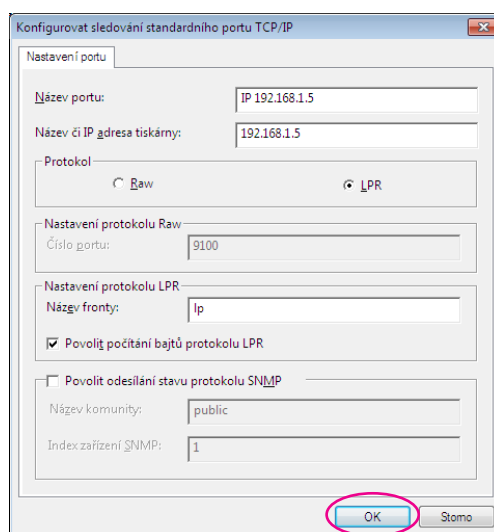 Konfigurovat sledování standardního portu TCP/IP
Nastavení portu
Název portu: IP 192.168.1.5
Název či IP adresa tiskárny: 192.168.1.5
Protokol
Raw LPR
Nastavení protokolu Raw
Číslo portu: 9100
Nastavení protokolu LPR
Název fronty: lp
Povolit počítání bajtů protokolu LPR
Povolit odesílání stavu protokolu SNMP
Název komunity: public
Index zařízení SNMP: 1
OK Storno